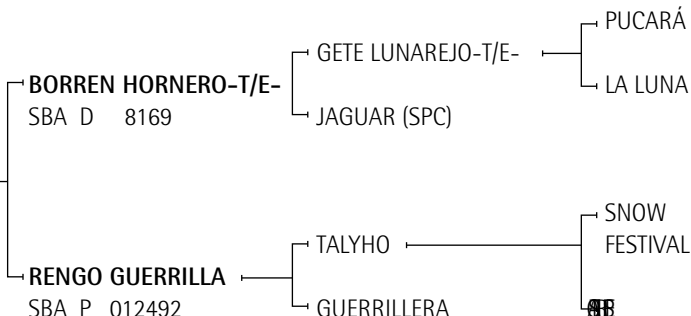 PUCARÁ
GETE LUNAREJO-T/E-
BORREN HORNERO-T/E-
LA LUNA
SBA D 8169
JAGUAR (SPC)
SNOW
TALYHO
FESTIVAL
RENGO GUERRILLA
SBA P 012492
GUERRILLERA